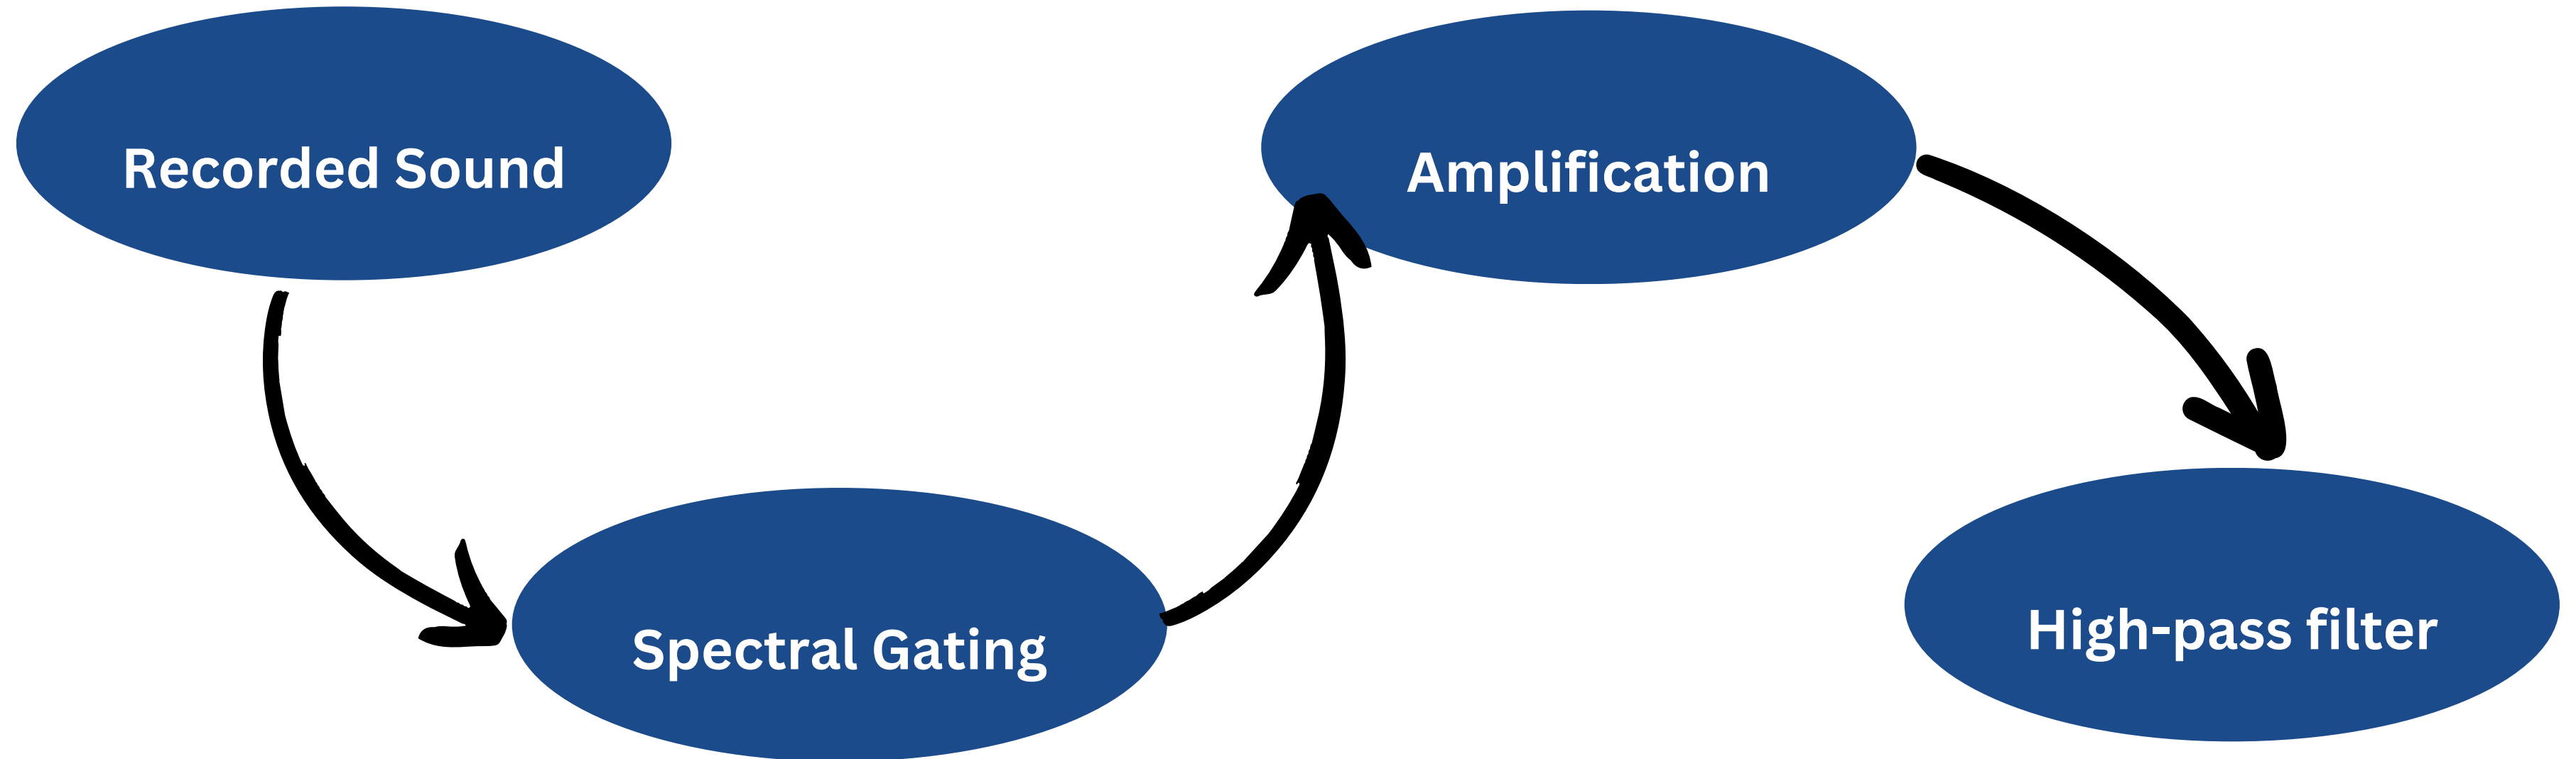 Recorded Sound
Spectral Gating
Amplification
High-pass filter